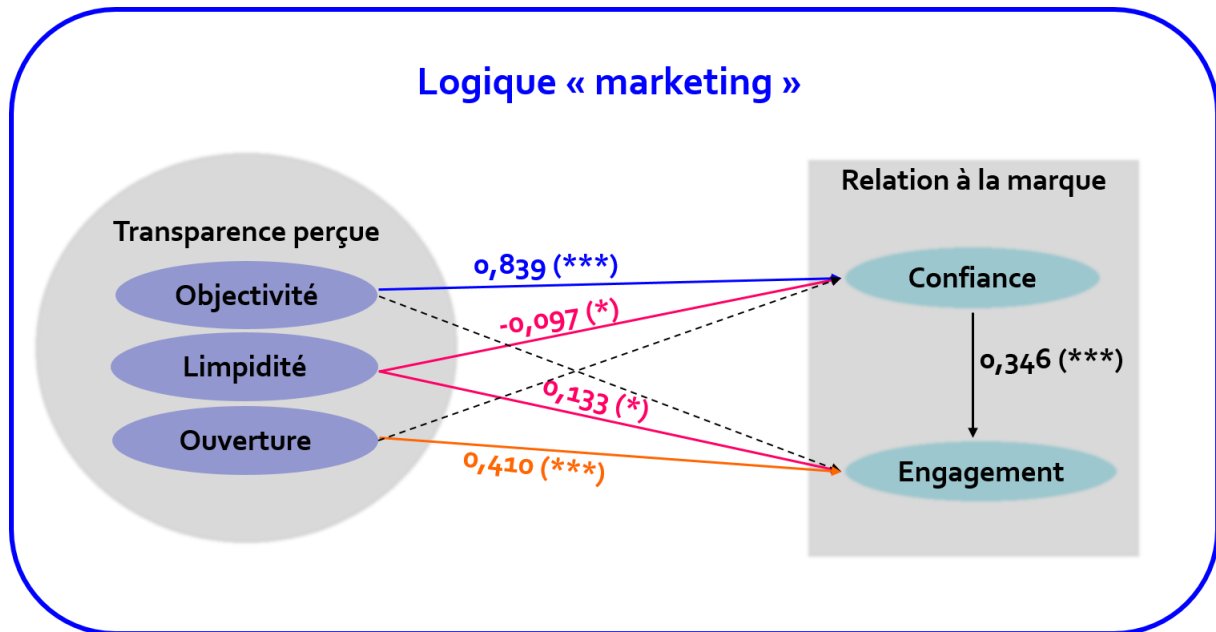 Logique « marketing »
Relation à la marque
Transparence perçue
0,839 (***)
Objectivité
Confiance
-0,097 (*)
Limpidité
0,346 (***)
0,133 (*)
Ouverture
0,410 (***)
Engagement